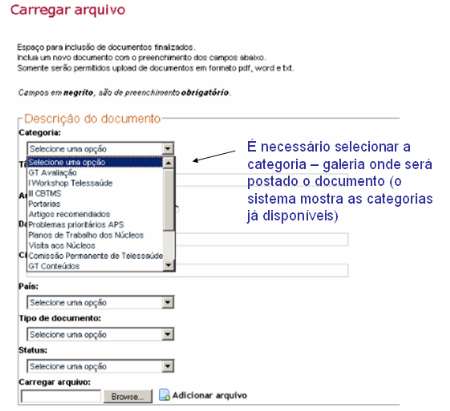 Carregar arquivo
Espaço para inclusão de documentos finalizados.
Inclua um novo documento com o preenchimento dos campos abaixo.
Somente serão permitidos upload de documentos em formato pdf, word e txt.
Campos em negrito, são de preenchimento obrigatório.
Descrição do documento
Categoria:
Selecione uma opção
Selecione uma opção
GT Avaliação
I Workshop Telessaúde
III CBTMS
Portarias
Artigos recomendados
Problemas prioritários APS
Planos de Trabalho dos Núcleos
Visita aos Núcleos
Comissão Permanente de Telessaúde
GT Conteúdos
É necessário selecionar a
categoria – galeria onde será
postado o documento (o
sistema mostra as categorias
já disponíveis)
País:
Selecione uma opção
Tipo de documento:
Selecione uma opção
Status:
Selecione uma opção
Carregar arquivo:
Browse...
Adicionar arquivo